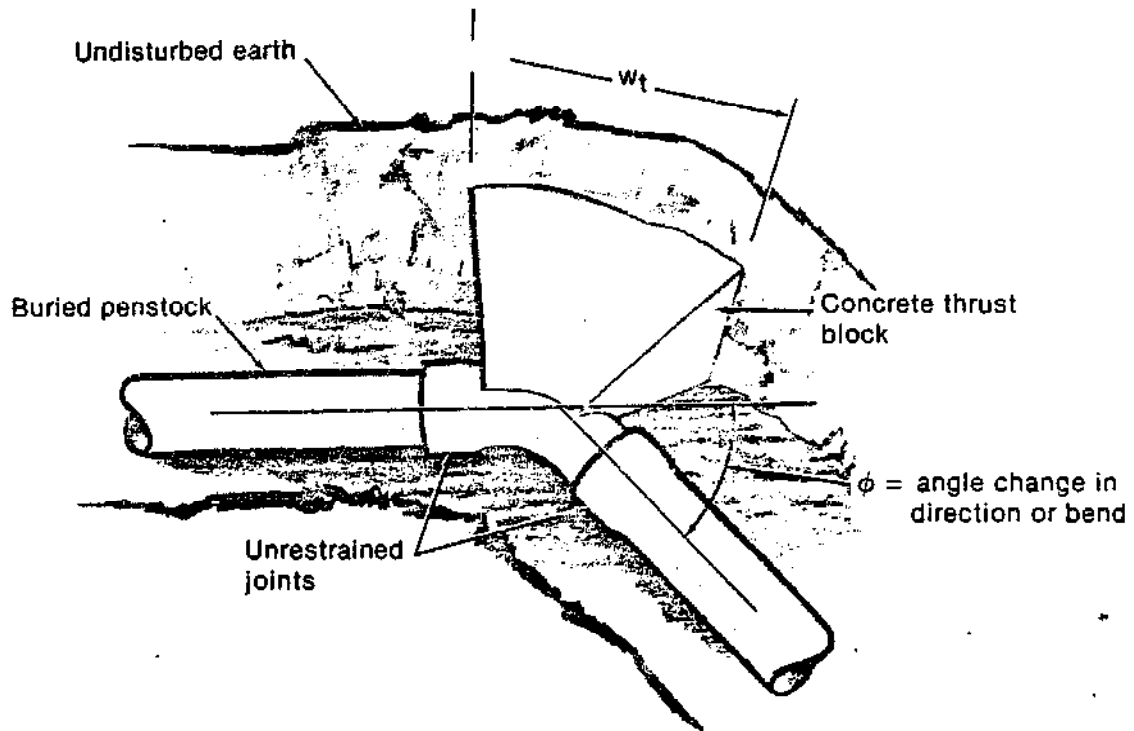 Undisturbed earth
wt
Buried penstock
Concrete thrust
block
ϕ = angle change in
direction or bend
Unrestrained
joints